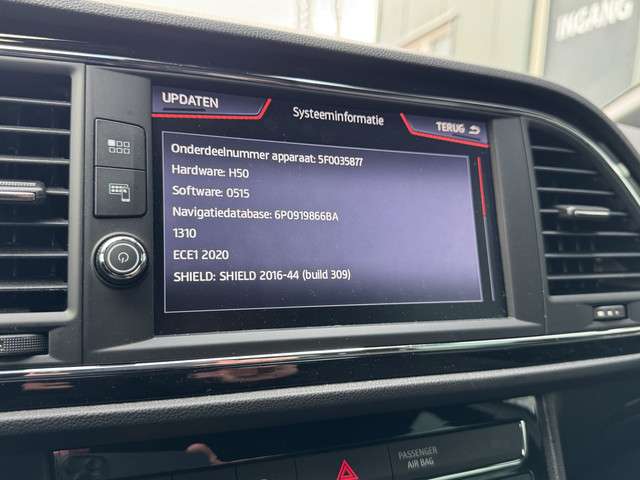 INGANG
UPDATEN
Systeeminformatie
TERUG
Onderdeelnummer apparaat: 5F0035877
Hardware: H50
Software: 0515
Navigatiedatabase: 6P0919866BA
1310
ECE1 2020
SHIELD: SHIELD 2016-44 (build 309)
PASSENGER
AIR BAG